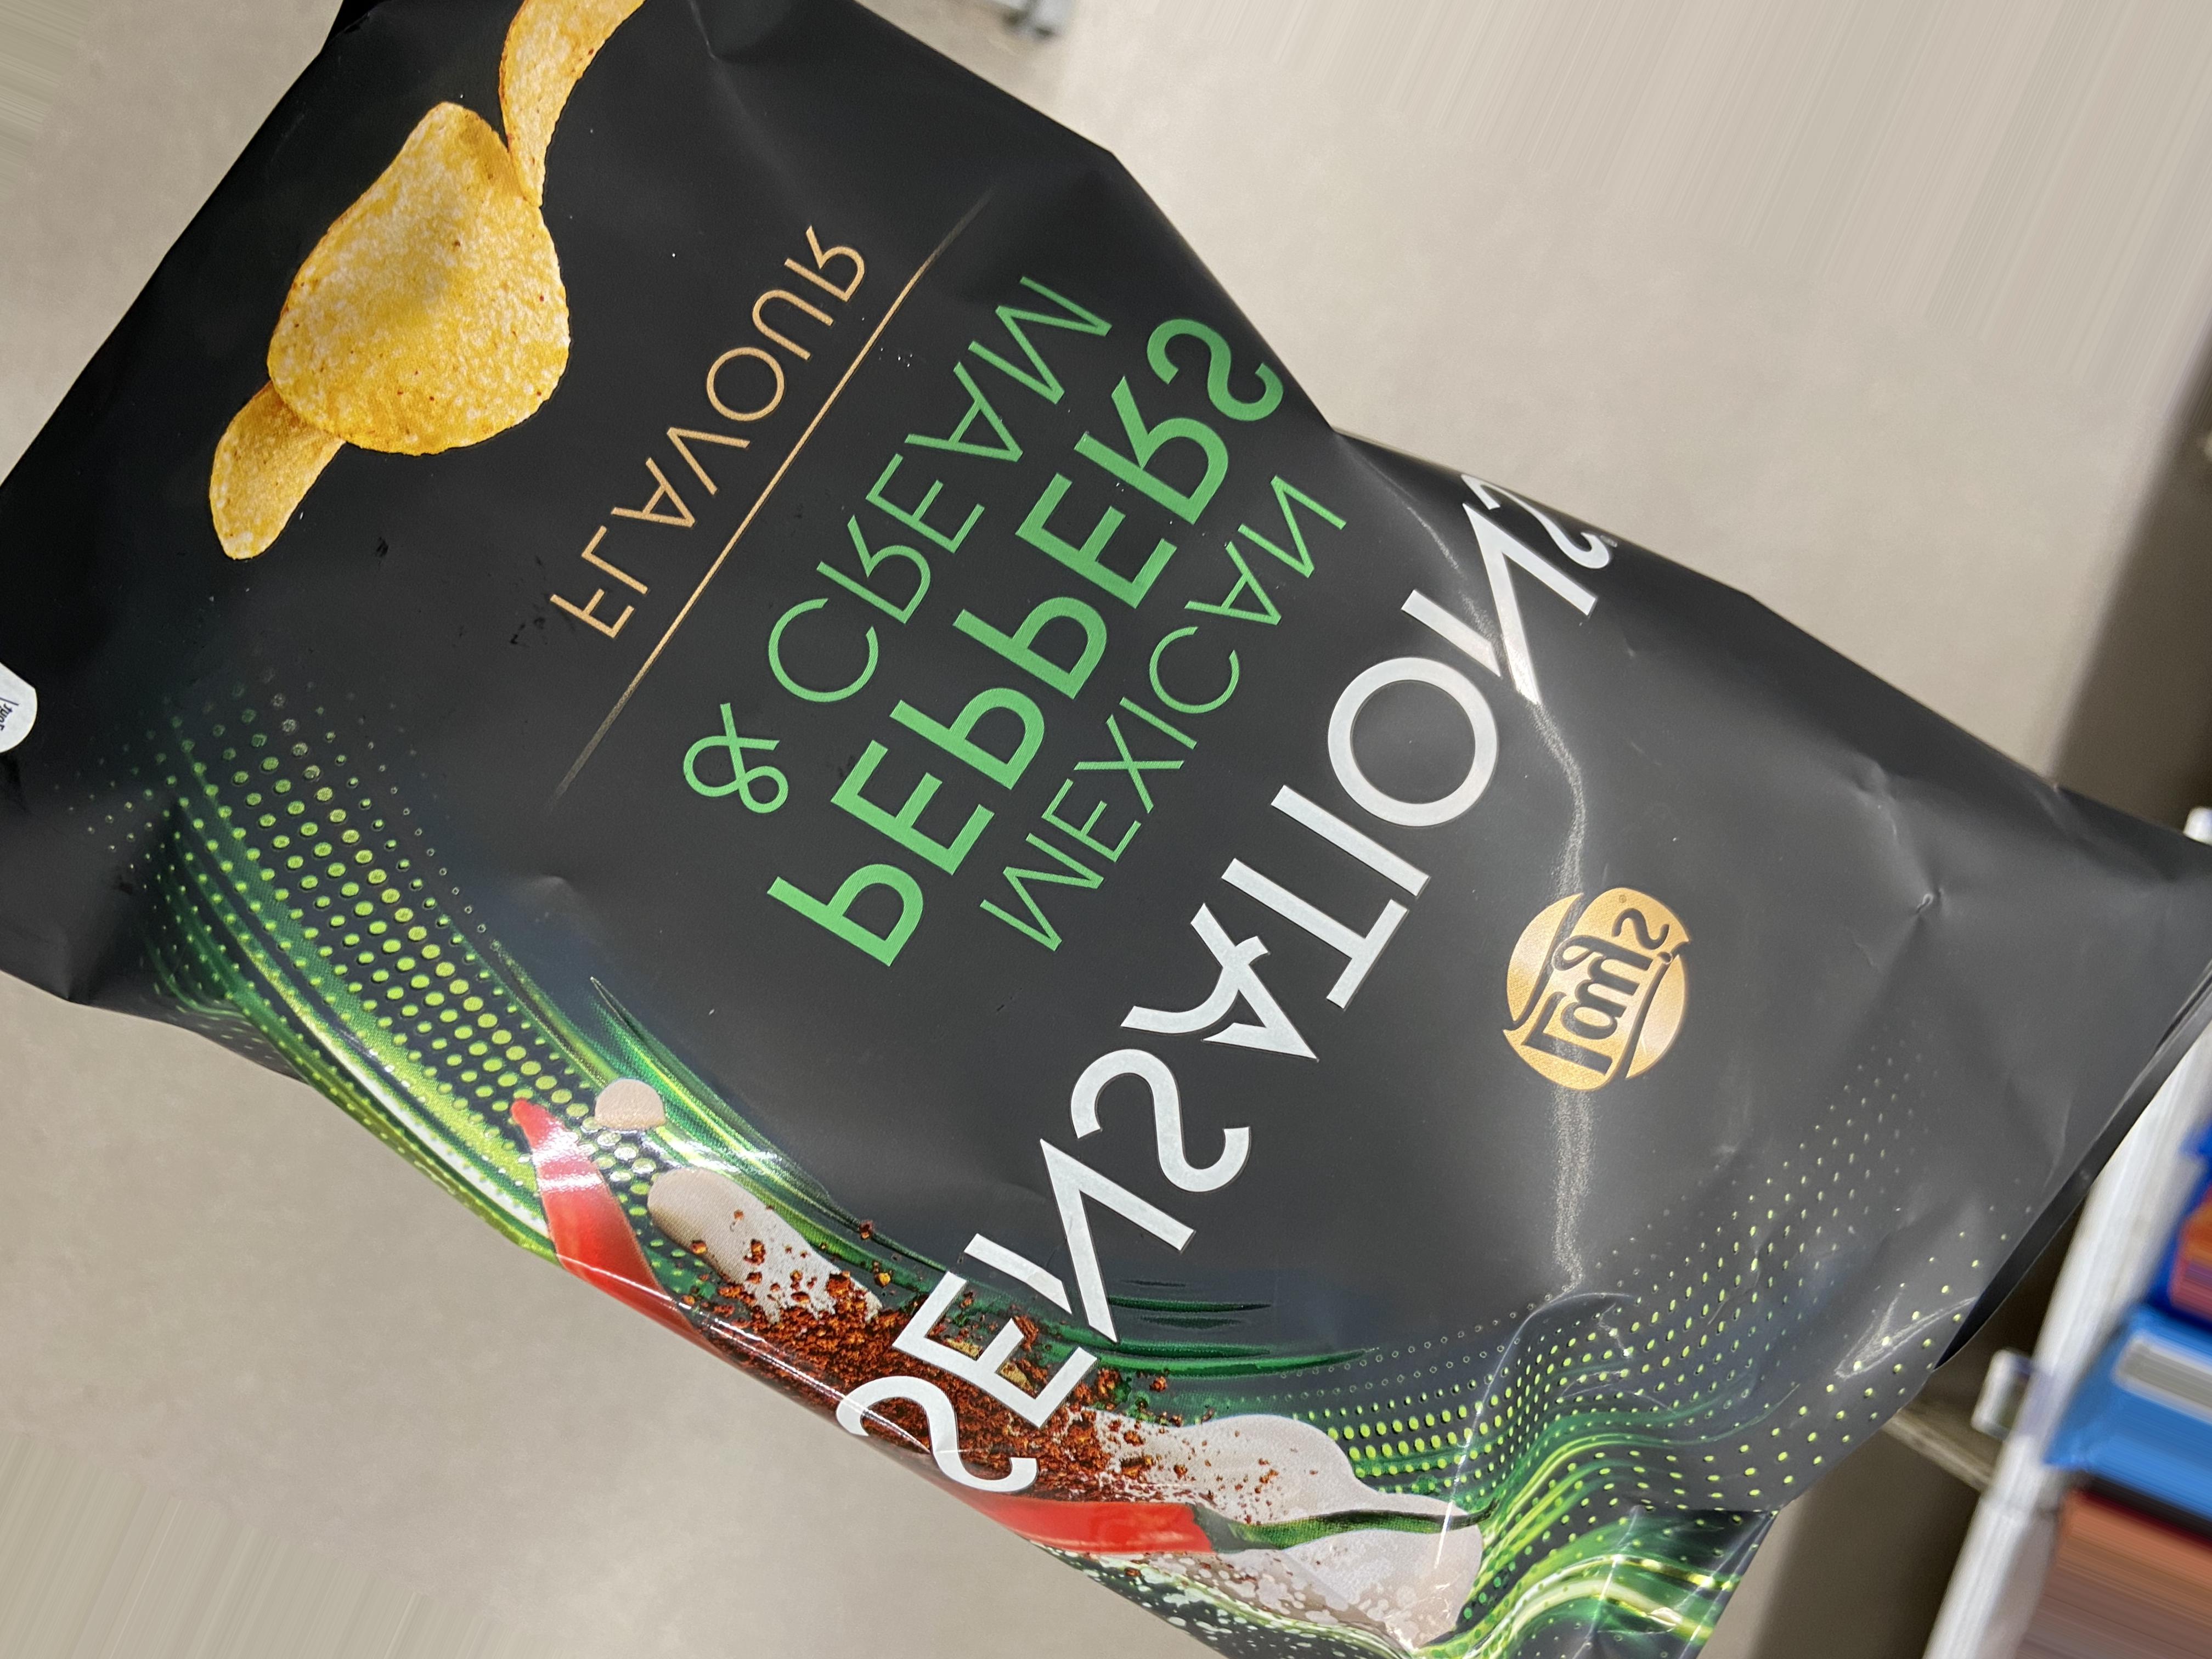 Lay's
SENSATIONS
MEXICAN
PEPPERS
& CREAM
FLAVOUR